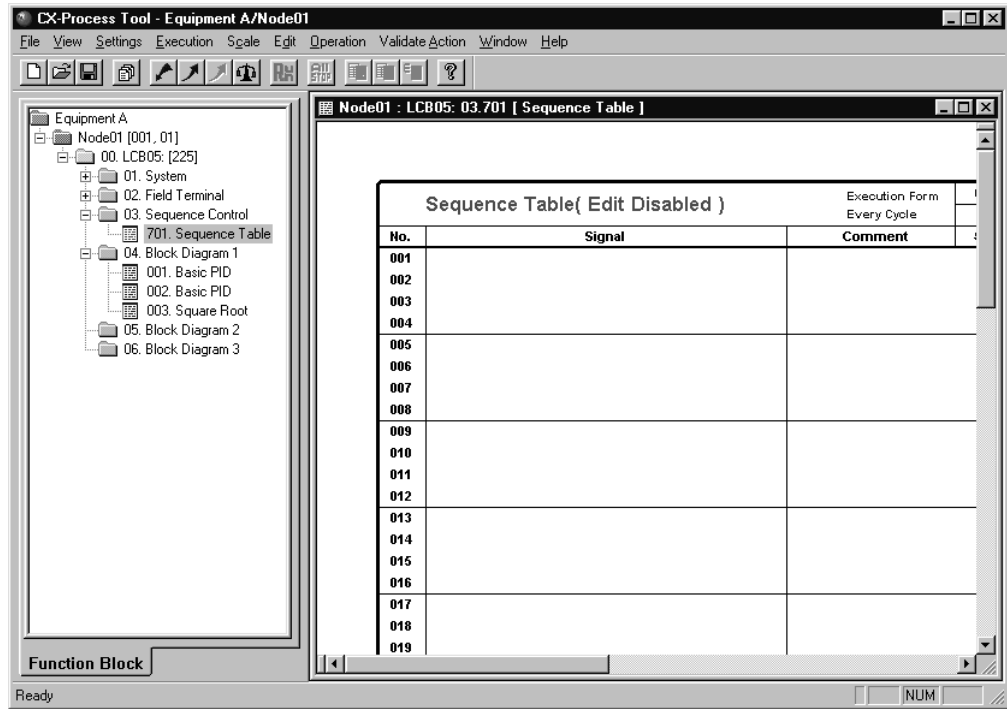 CX-Process Tool - Equipment A/Node01
File View Settings Execution Scale Edit Operation Validate Action Window Help
RUN ALL STOP
Equipment A
Node01 [001, 01]
00. LCB05: [225]
01. System
02. Field Terminal
03. Sequence Control
701. Sequence Table
04. Block Diagram 1
001. Basic PID
002. Basic PID
003. Square Root
05. Block Diagram 2
06. Block Diagram 3
Function Block
Node01 : LCB05: 03.701 [ Sequence Table ]
Sequence Table( Edit Disabled )
Execution Form
Every Cycle
No. Signal Comment
001
002
003
004
005
006
007
008
009
010
011
012
013
014
015
016
017
018
019
Ready NUM